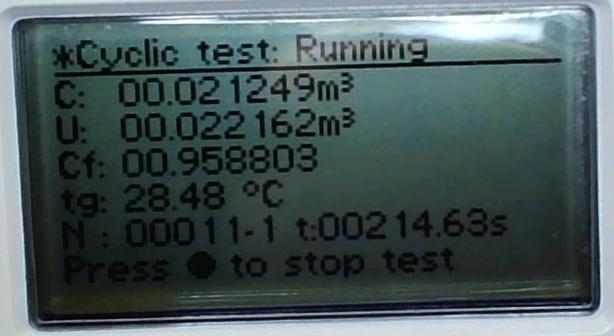 *Cyclic test: Running
C: 00.021249m³
U: 00.022162m³
Cf: 00.958803
tg: 28.48 °C
N : 00011-1 t:00214.63s
Press ● to stop test